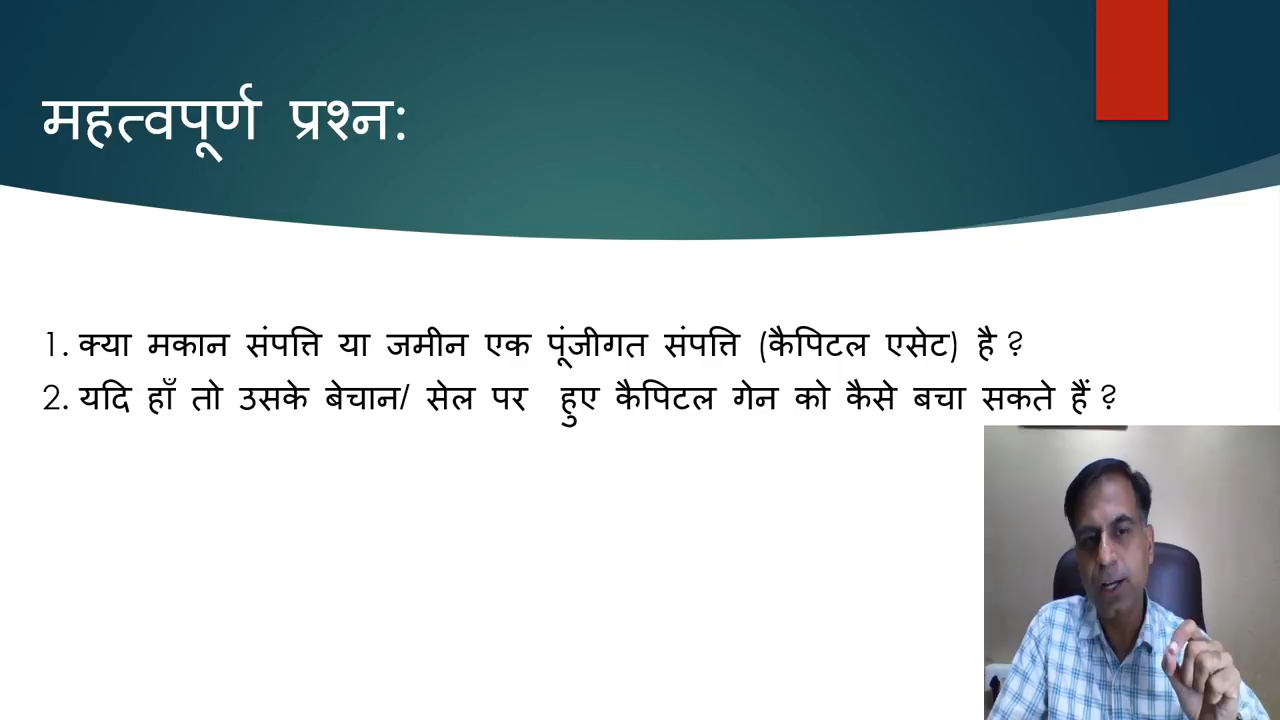 महत्वपूर्ण प्रश्न:
1. क्या मकान संपत्ति या जमीन एक पूंजीगत संपत्ति (कैपिटल एसेट) है ?
2. यदि हाँ तो उसके बेचान/ सेल पर हुए कैपिटल गेन को कैसे बचा सकते हैं ?